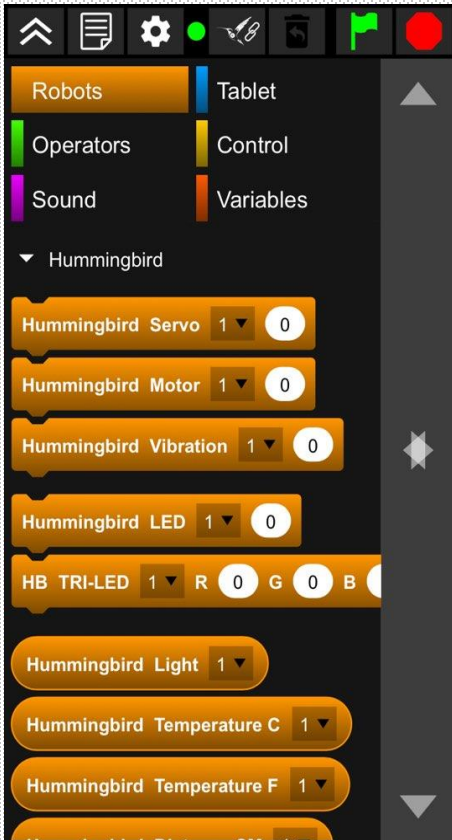 Robots Tablet
Operators Control
Sound Variables
Hummingbird
Hummingbird Servo 1 0
Hummingbird Motor 1 0
Hummingbird Vibration 1 0
Hummingbird LED 1 0
HB TRI-LED 1 R 0 G 0 B
Hummingbird Light 1
Hummingbird Temperature C 1
Hummingbird Temperature F 1